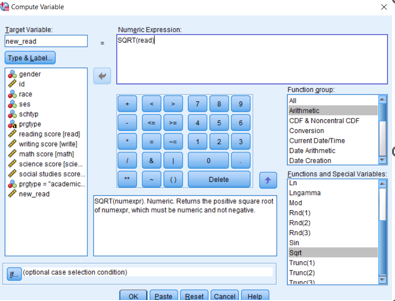 Compute Variable
Target Variable:
new_read
=
Numeric Expression:
SQRT(read)
Type & Label...
gender
id
race
ses
schtyp
prgtype
reading score [read]
writing score [write]
math score [math]
science score [scie...
social studies score...
prgtype = "academic...
new_read
+ < > 7 8 9
- <= >= 4 5 6
* = ~= 1 2 3
/ & | 0 .
** ~ ( ) Delete
SQRT(numexpr). Numeric. Returns the positive square root
of numexpr, which must be numeric and not negative.
Function group:
All
Arithmetic
CDF & Noncentral CDF
Conversion
Current Date/Time
Date Arithmetic
Date Creation
Functions and Special Variables:
Ln
Lngamma
Mod
Rnd(1)
Rnd(2)
Rnd(3)
Sin
Sqrt
Trunc(1)
Trunc(2)
Trunc(3)
If...
(optional case selection condition)
OK Paste Reset Cancel Help